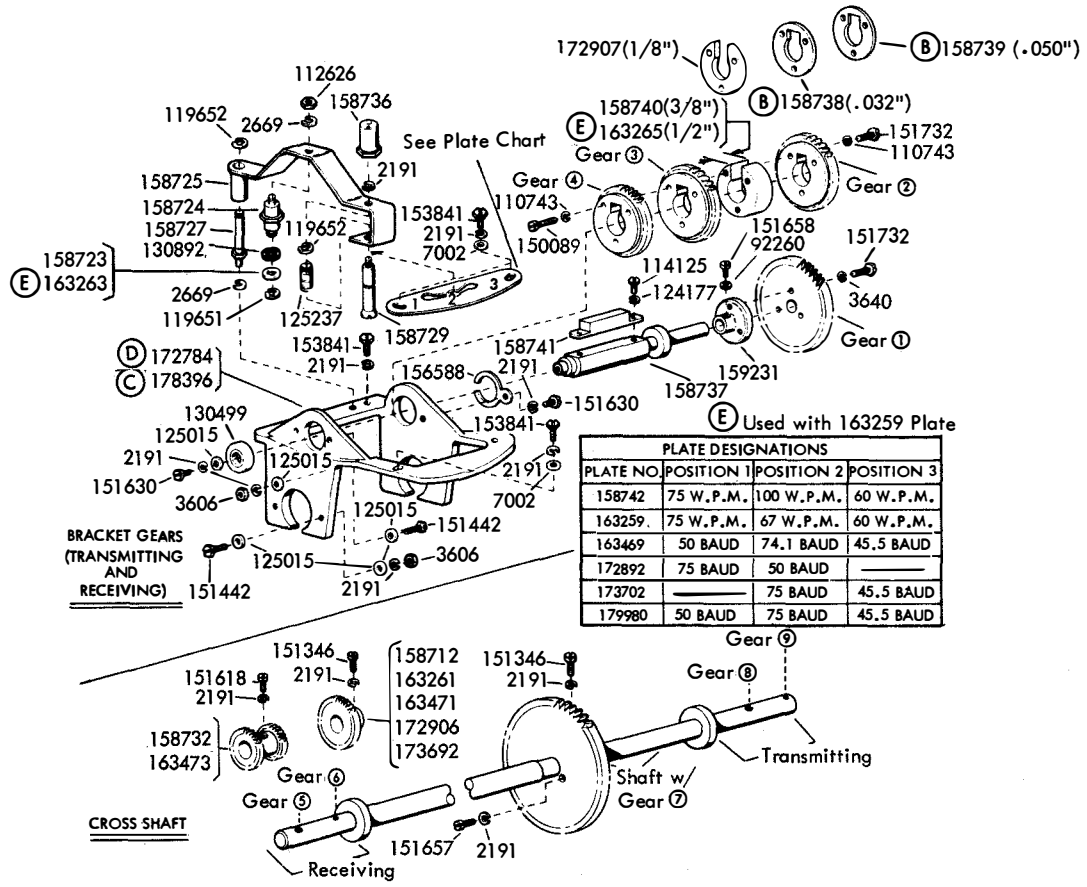 172907(1/8")
Ⓑ 158739 (.050")
Ⓑ 158738(.032")
112626
158736
119652
2669
158740(3/8")
Ⓔ 163265(1/2")
151732
110743
See Plate Chart
Gear ③
Gear ②
158725
2191
Gear ④
110743
158724
153841
2191
7002
150089
151658
92260
151732
158727
130892
119652
158723
Ⓔ 163263
114125
124177
3640
2669
1 2 3
119651
125237
158729
158741
Gear ①
159231
153841
2191
2191
158737
Ⓓ 172784
Ⓒ 178396
156588
151630
130499
125015
2191
151630
153841
Ⓔ Used with 163259 Plate
125015
2191
7002
3606
125015
151442
BRACKET GEARS
(TRANSMITTING
AND
RECEIVING)
125015
3606
2191
151442
PLATE DESIGNATIONS
PLATE NO. POSITION 1 POSITION 2 POSITION 3
158742 75 W.P.M. 100 W.P.M. 60 W.P.M.
163259. 75 W.P.M. 67 W.P.M. 60 W.P.M.
163469 50 BAUD 74.1 BAUD 45.5 BAUD
172892 75 BAUD 50 BAUD ———
173702 ——— 75 BAUD 45.5 BAUD
179980 50 BAUD 75 BAUD 45.5 BAUD
Gear ⑨
151346
2191
158712
163261
163471
172906
173692
151346
2191
Gear ⑧
151618
2191
158732
163473
Transmitting
Shaft w/
Gear ⑦
Gear ⑥
Gear ⑤
CROSS SHAFT
151657
2191
Receiving